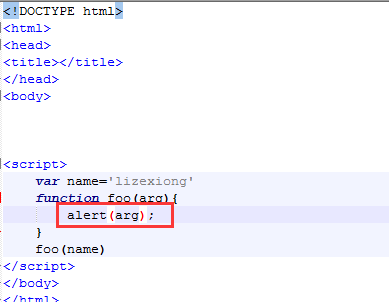 <!DOCTYPE html>
<html>
<head>
<title></title>
</head>
<body>
<script>
var name='lizexiong'
function foo(arg){
alert(arg);
}
foo(name)
</script>
</body>
</html>